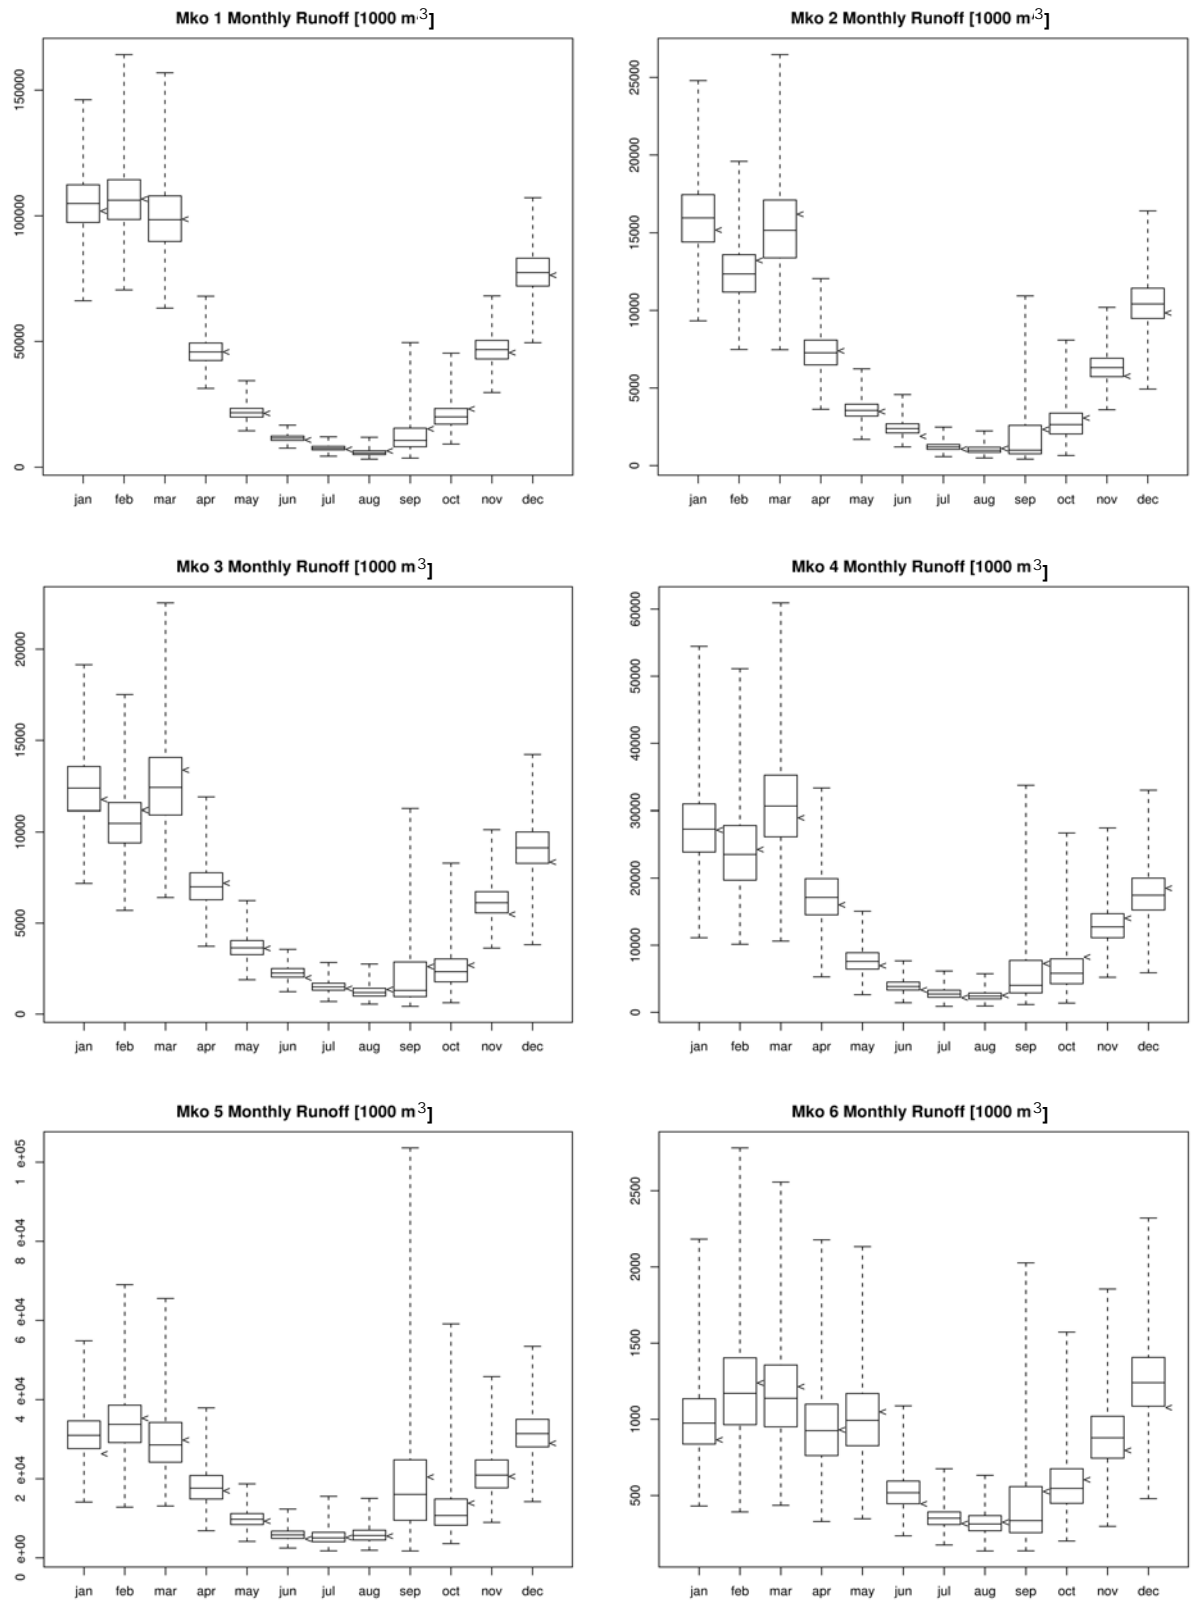 Mko 1 Monthly Runoff [1000 m³]
150000
100000
50000
0
jan feb mar apr may jun jul aug sep oct nov dec
Mko 2 Monthly Runoff [1000 m³]
25000
20000
15000
10000
5000
0
jan feb mar apr may jun jul aug sep oct nov dec
Mko 3 Monthly Runoff [1000 m³]
20000
15000
10000
5000
0
jan feb mar apr may jun jul aug sep oct nov dec
Mko 4 Monthly Runoff [1000 m³]
60000
50000
40000
30000
20000
10000
0
jan feb mar apr may jun jul aug sep oct nov dec
Mko 5 Monthly Runoff [1000 m³]
1 e+05
8 e+04
6 e+04
4 e+04
2 e+04
0 e+00
jan feb mar apr may jun jul aug sep oct nov dec
Mko 6 Monthly Runoff [1000 m³]
2500
2000
1500
1000
500
jan feb mar apr may jun jul aug sep oct nov dec